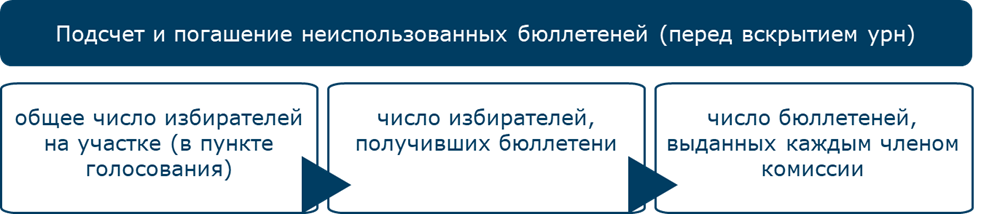 Подсчет и погашение неиспользованных бюллетеней (перед вскрытием урн)
общее число избирателей
на участке (в пункте
голосования)
число избирателей,
получивших бюллетени
число бюллетеней,
выданных каждым членом
комиссии